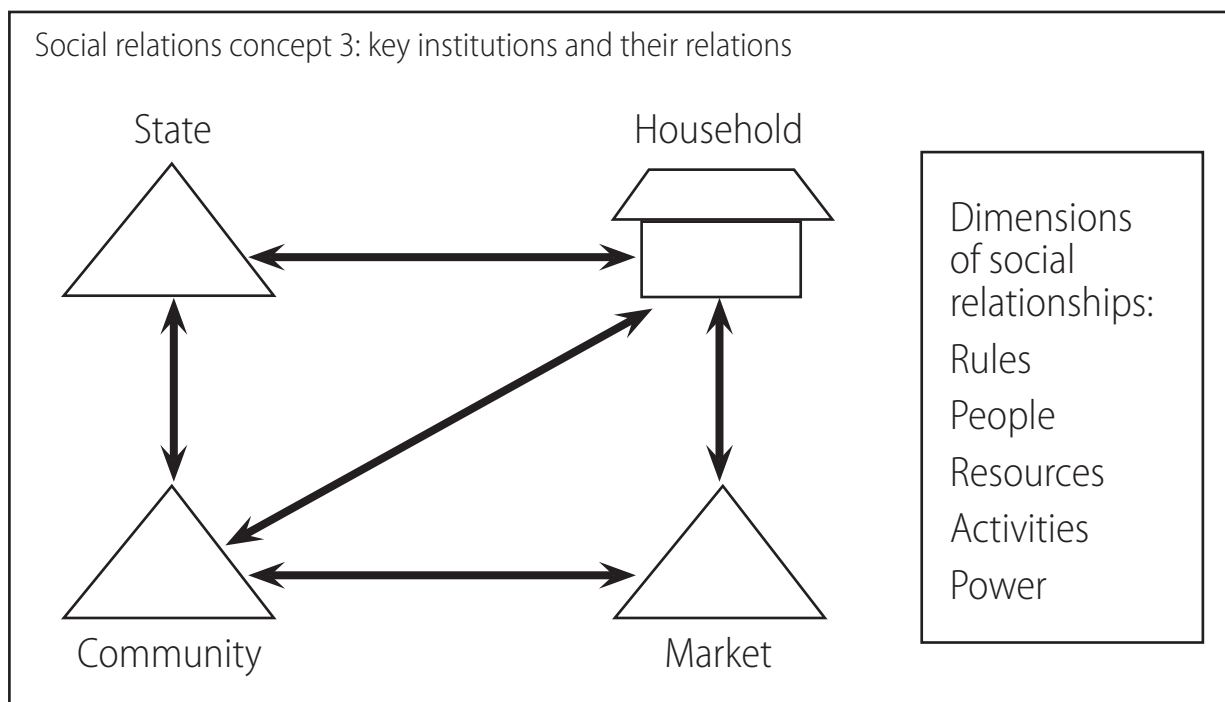 Social relations concept 3: key institutions and their relations
State
Household
Community
Market
Dimensions
of social
relationships:
Rules
People
Resources
Activities
Power